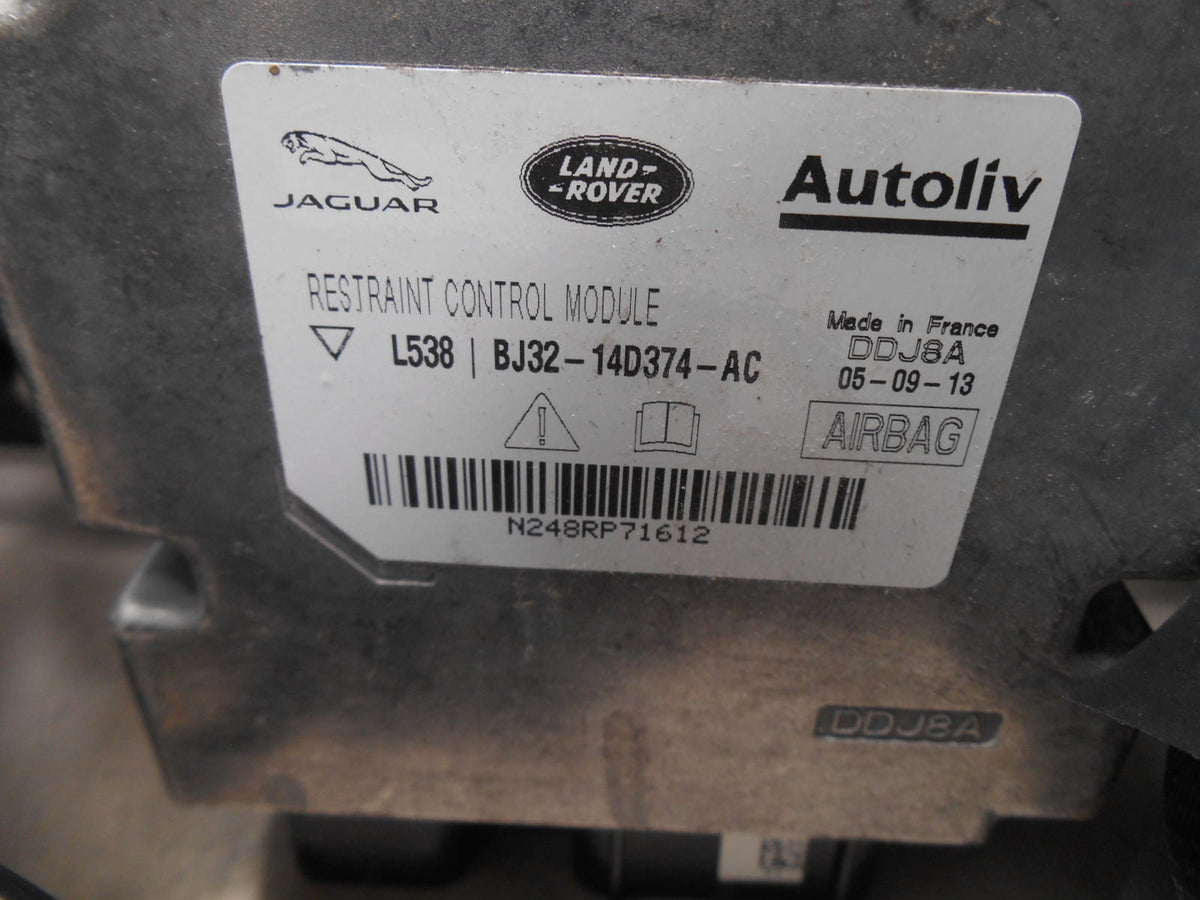 JAGUAR
LAND-
-ROVER
Autoliv
RESTRAINT CONTROL MODULE
L538 | BJ32-14D374-AC
Made in France
DDJ8A
05-09-13
AIRBAG
N248RP71612
DDJ8A